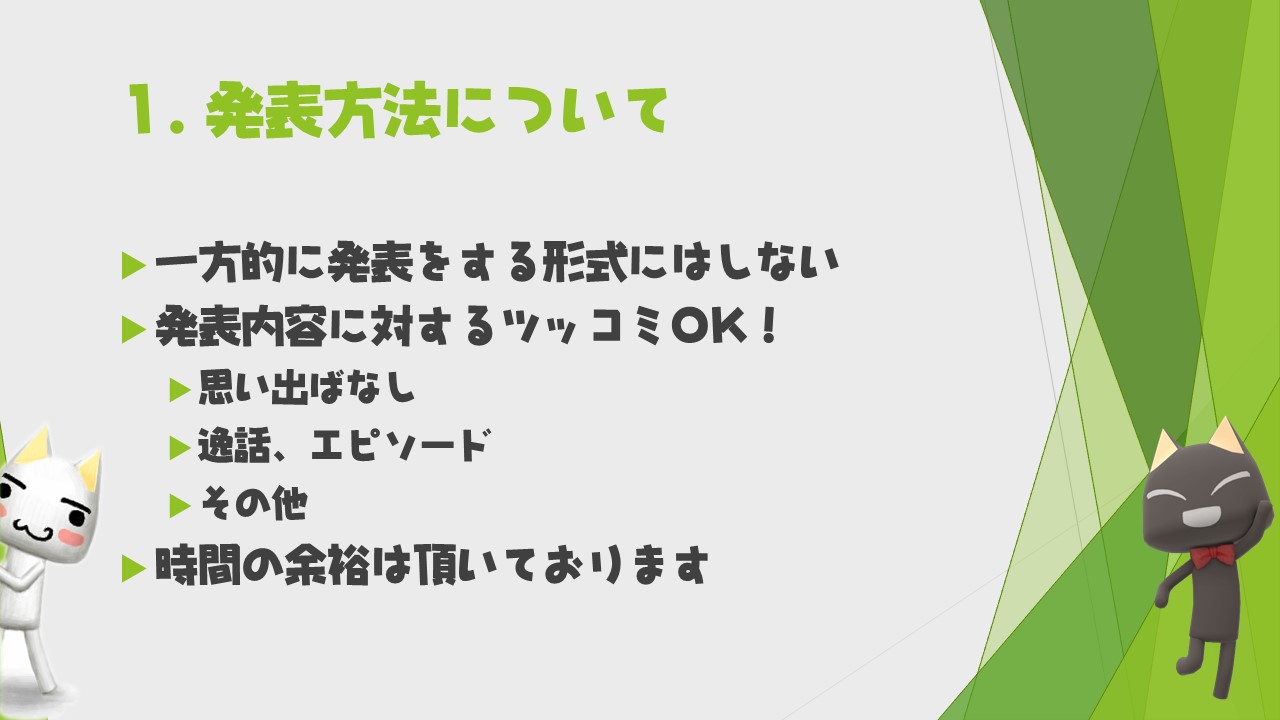 1. 発表方法について
一方的に発表をする形式にはしない
発表内容に対するツッコミOK！
思い出ばなし
逸話、エピソード
その他
時間の余裕は頂いております